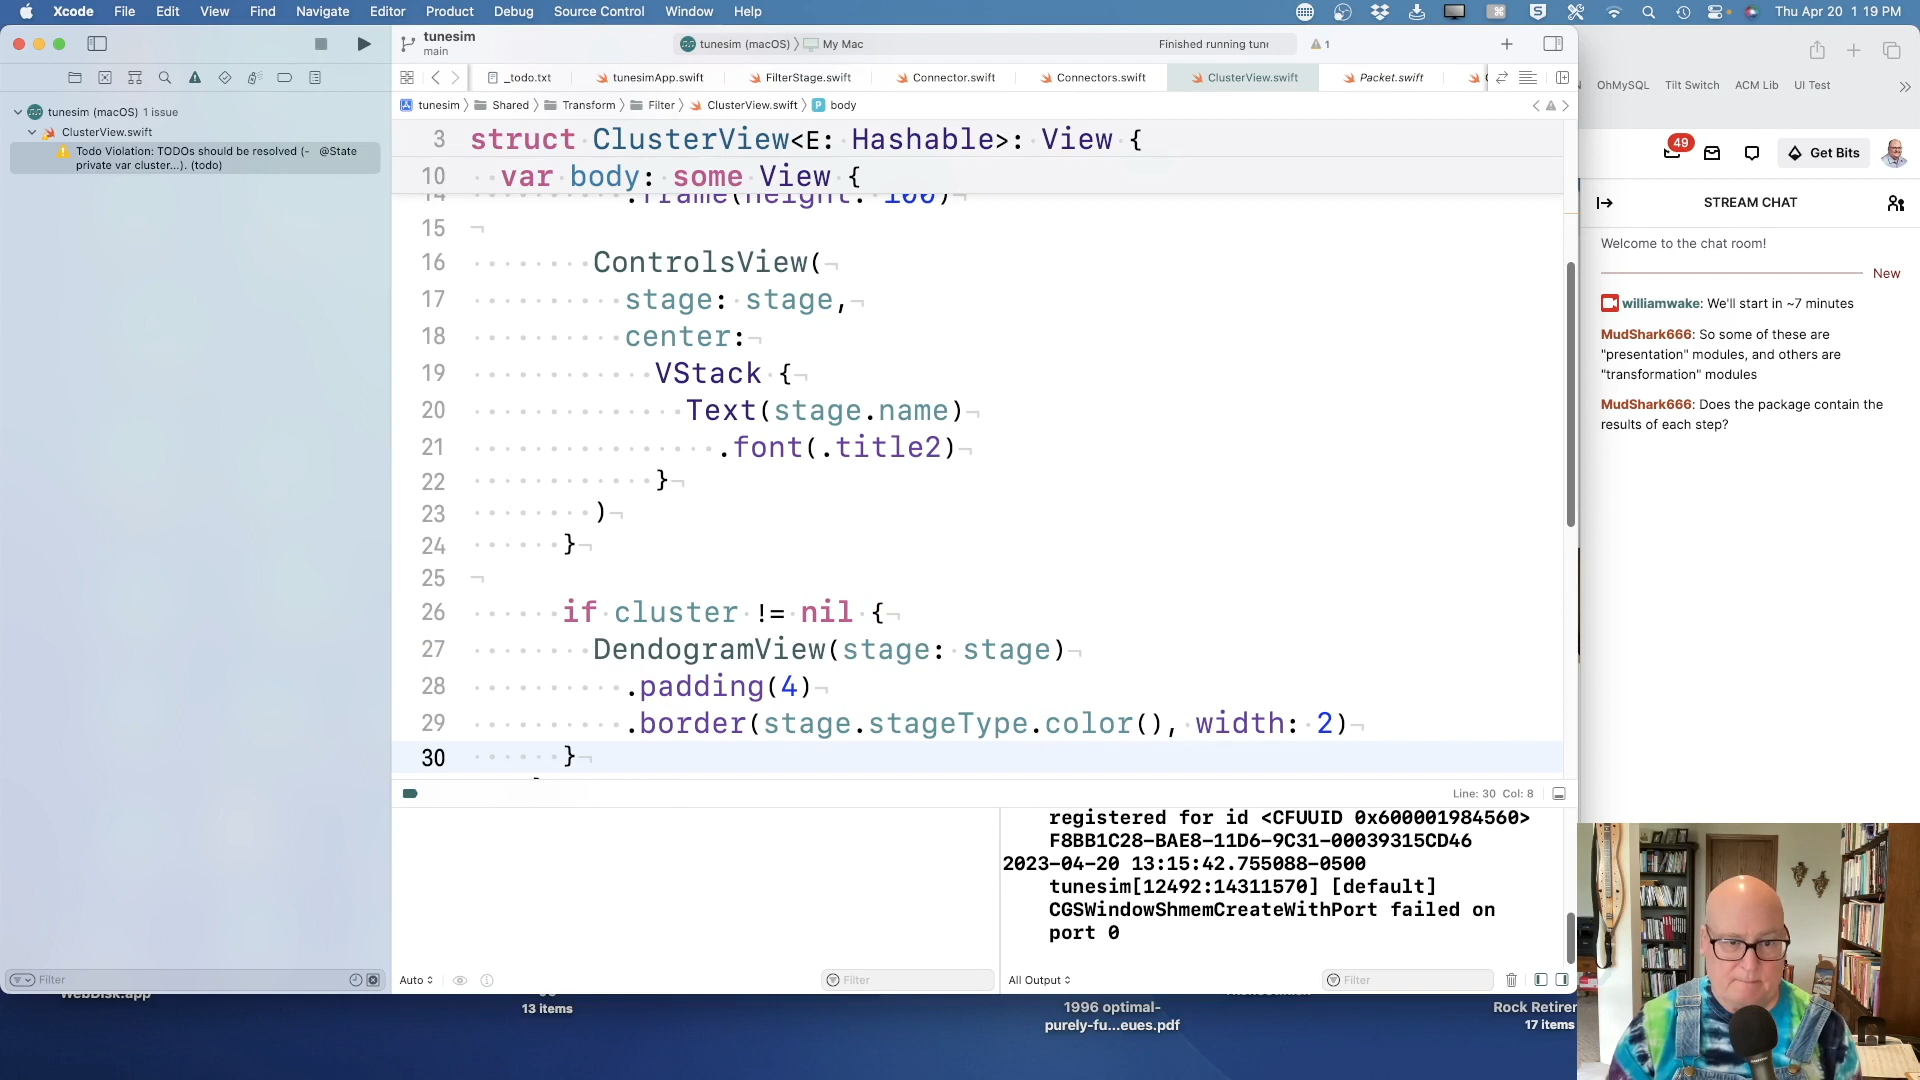 Xcode File Edit View Find Navigate Editor Product Debug Source Control Window Help
Thu Apr 20 1 19 PM
tunesim
main
tunesim (macOS) My Mac
Finished running tune
1
_todo.txt
tunesimApp.swift
FilterStage.swift
Connector.swift
Connectors.swift
ClusterView.swift
Packet.swift
tunesim Shared Transform Filter ClusterView.swift body
tunesim (macOS) 1 issue
ClusterView.swift
Todo Violation: TODOs should be resolved (- @State
private var cluster...). (todo)
3 struct ClusterView<E: Hashable>: View {
10 var body: some View {
14 .frame(height: 100)
15
16 ControlsView(
17 stage: stage,
18 center:
19 VStack {
20 Text(stage.name)
21 .font(.title2)
22 }
23 )
24 }
25
26 if cluster != nil {
27 DendogramView(stage: stage)
28 .padding(4)
29 .border(stage.stageType.color(), width: 2)
30 }
Line: 30 Col: 8
registered for id <CFUUID 0x600001984560>
F8BB1C28-BAE8-11D6-9C31-00039315CD46
2023-04-20 13:15:42.755088-0500
tunesim[12492:14311570] [default]
CGSWindowShmemCreateWithPort failed on
port 0
Filter
Auto
Filter
All Output
Filter
WebDisk.app
13 items
1996 optimal-
purely-fu...eues.pdf
Rock Retirer
17 items
OhMySQL Tilt Switch ACM Lib UI Test
49
Get Bits
STREAM CHAT
Welcome to the chat room!
New
williamwake: We'll start in ~7 minutes
MudShark666: So some of these are
"presentation" modules, and others are
"transformation" modules
MudShark666: Does the package contain the
results of each step?